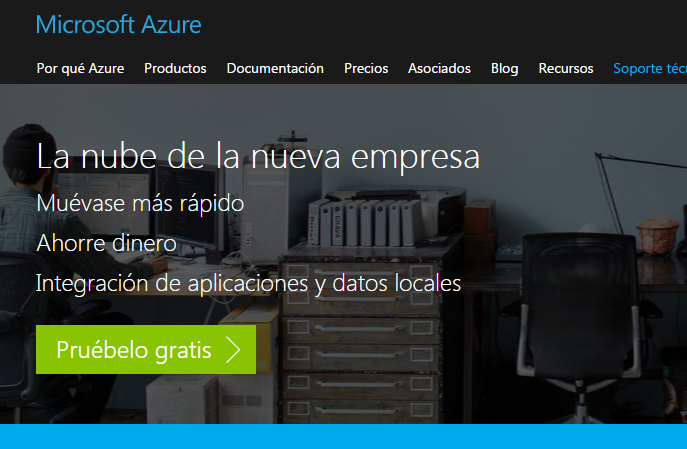 Microsoft Azure
Por qué Azure Productos Documentación Precios Asociados Blog Recursos Soporte téc
La nube de la nueva empresa
Muévase más rápido
Ahorre dinero
Integración de aplicaciones y datos locales
Pruébelo gratis